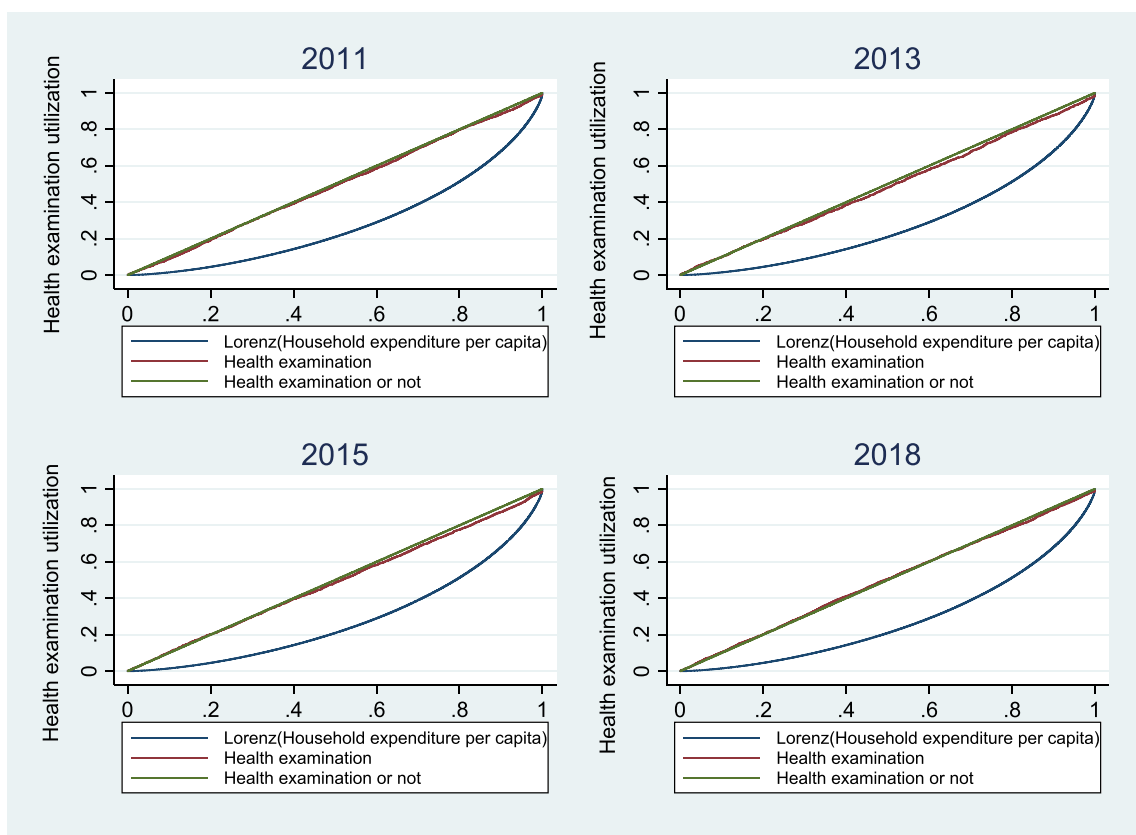 2011
Health examination utilization
1
.8
.6
.4
.2
0
0 .2 .4 .6 .8 1
Lorenz(Household expenditure per capita)
Health examination
Health examination or not
2013
Health examination utilization
1
.8
.6
.4
.2
0
0 .2 .4 .6 .8 1
Lorenz(Household expenditure per capita)
Health examination
Health examination or not
2015
Health examination utilization
1
.8
.6
.4
.2
0
0 .2 .4 .6 .8 1
Lorenz(Household expenditure per capita)
Health examination
Health examination or not
2018
Health examination utilization
1
.8
.6
.4
.2
0
0 .2 .4 .6 .8 1
Lorenz(Household expenditure per capita)
Health examination
Health examination or not